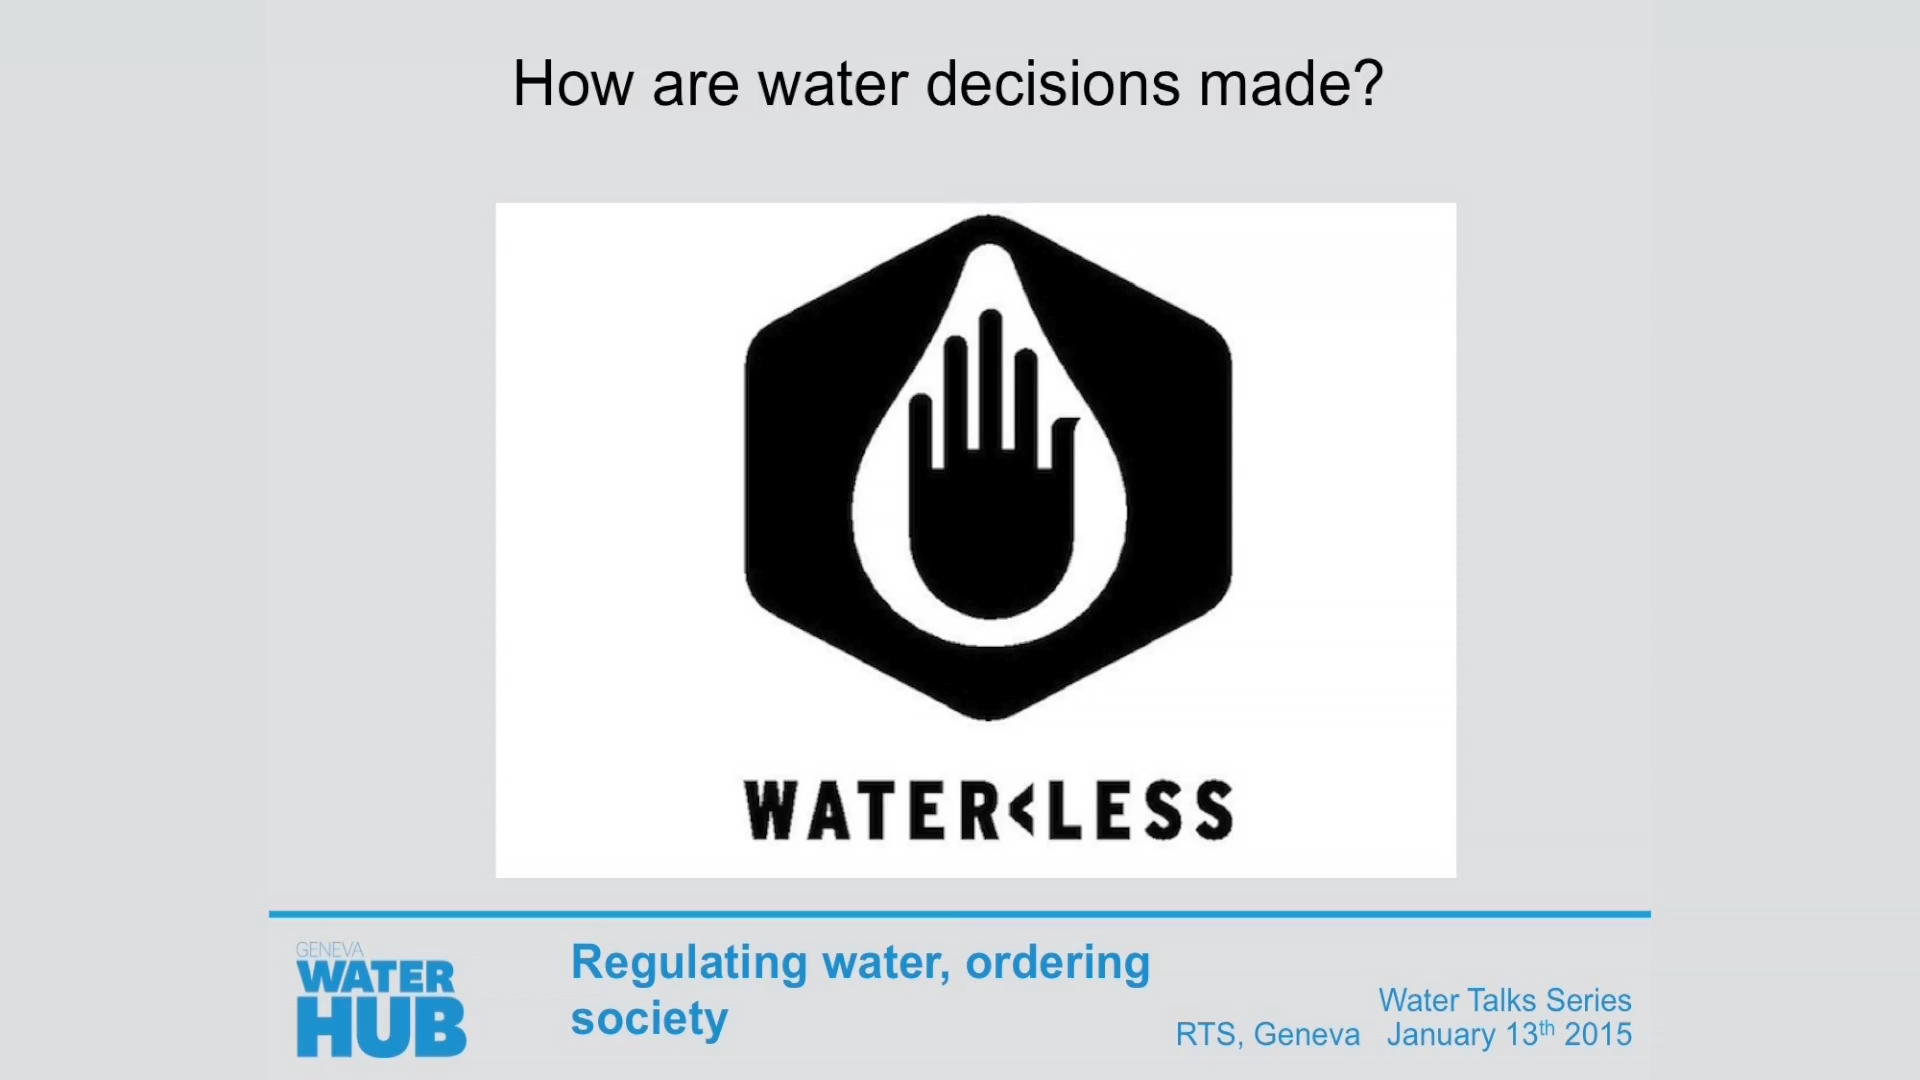 How are water decisions made?
WATER<LESS
GENEVA
WATER
HUB
Regulating water, ordering
society
Water Talks Series
RTS, Geneva January 13th 2015